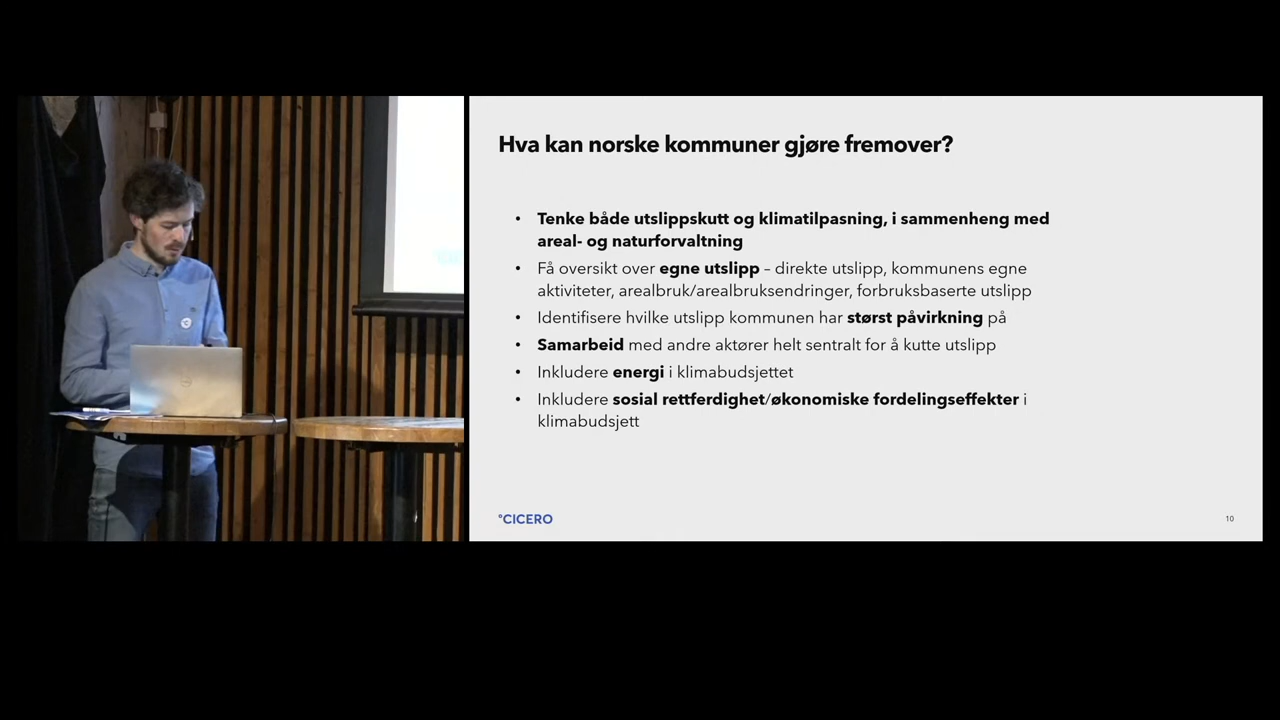 Hva kan norske kommuner gjøre fremover?
• Tenke både utslippskutt og klimatilpasning, i sammenheng med
areal- og naturforvaltning
• Få oversikt over egne utslipp – direkte utslipp, kommunens egne
aktiviteter, arealbruk/arealbruksendringer, forbruksbaserte utslipp
• Identifisere hvilke utslipp kommunen har størst påvirkning på
• Samarbeid med andre aktører helt sentralt for å kutte utslipp
• Inkludere energi i klimabudsjettet
• Inkludere sosial rettferdighet/økonomiske fordelingseffekter i
klimabudsjett
°CICERO
10